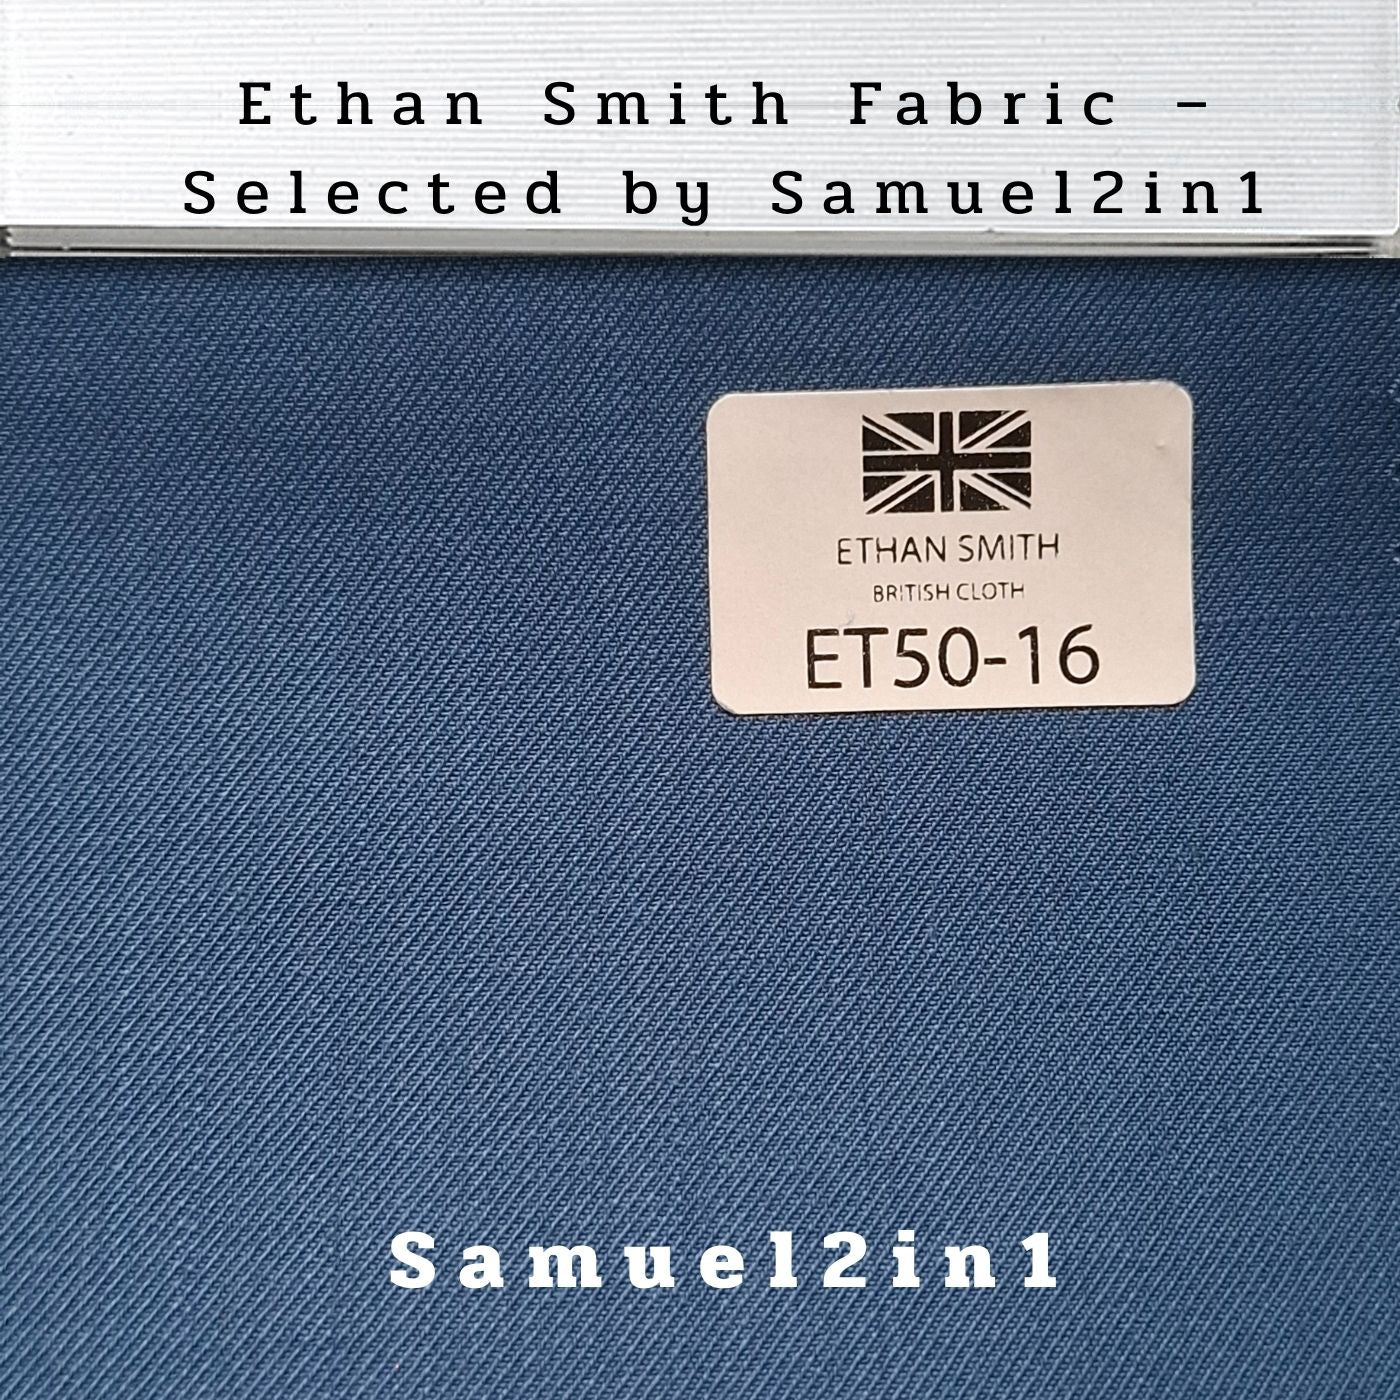 Ethan Smith Fabric -
Selected by Samuel2in1
ETHAN SMITH
BRITISH CLOTH
ET50-16
Samuel2in1